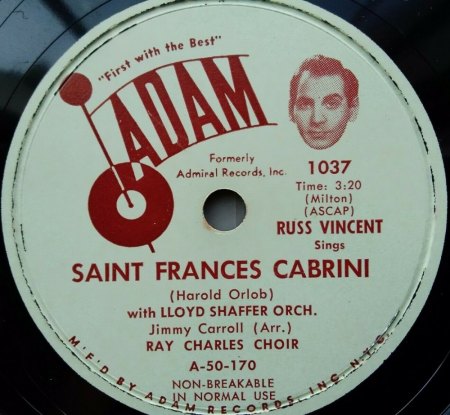 "First with the Best"
ADAM
Formerly
Admiral Records, Inc.
1037
Time: 3:20
(Milton)
(ASCAP)
RUSS VINCENT
Sings
SAINT FRANCES CABRINI
(Harold Orlob)
with LLOYD SHAFFER ORCH.
Jimmy Carroll (Arr.)
RAY CHARLES CHOIR
A-50-170
NON-BREAKABLE
IN NORMAL USE
M'F'D BY ADAM RECORDS, INC. N.Y.C.